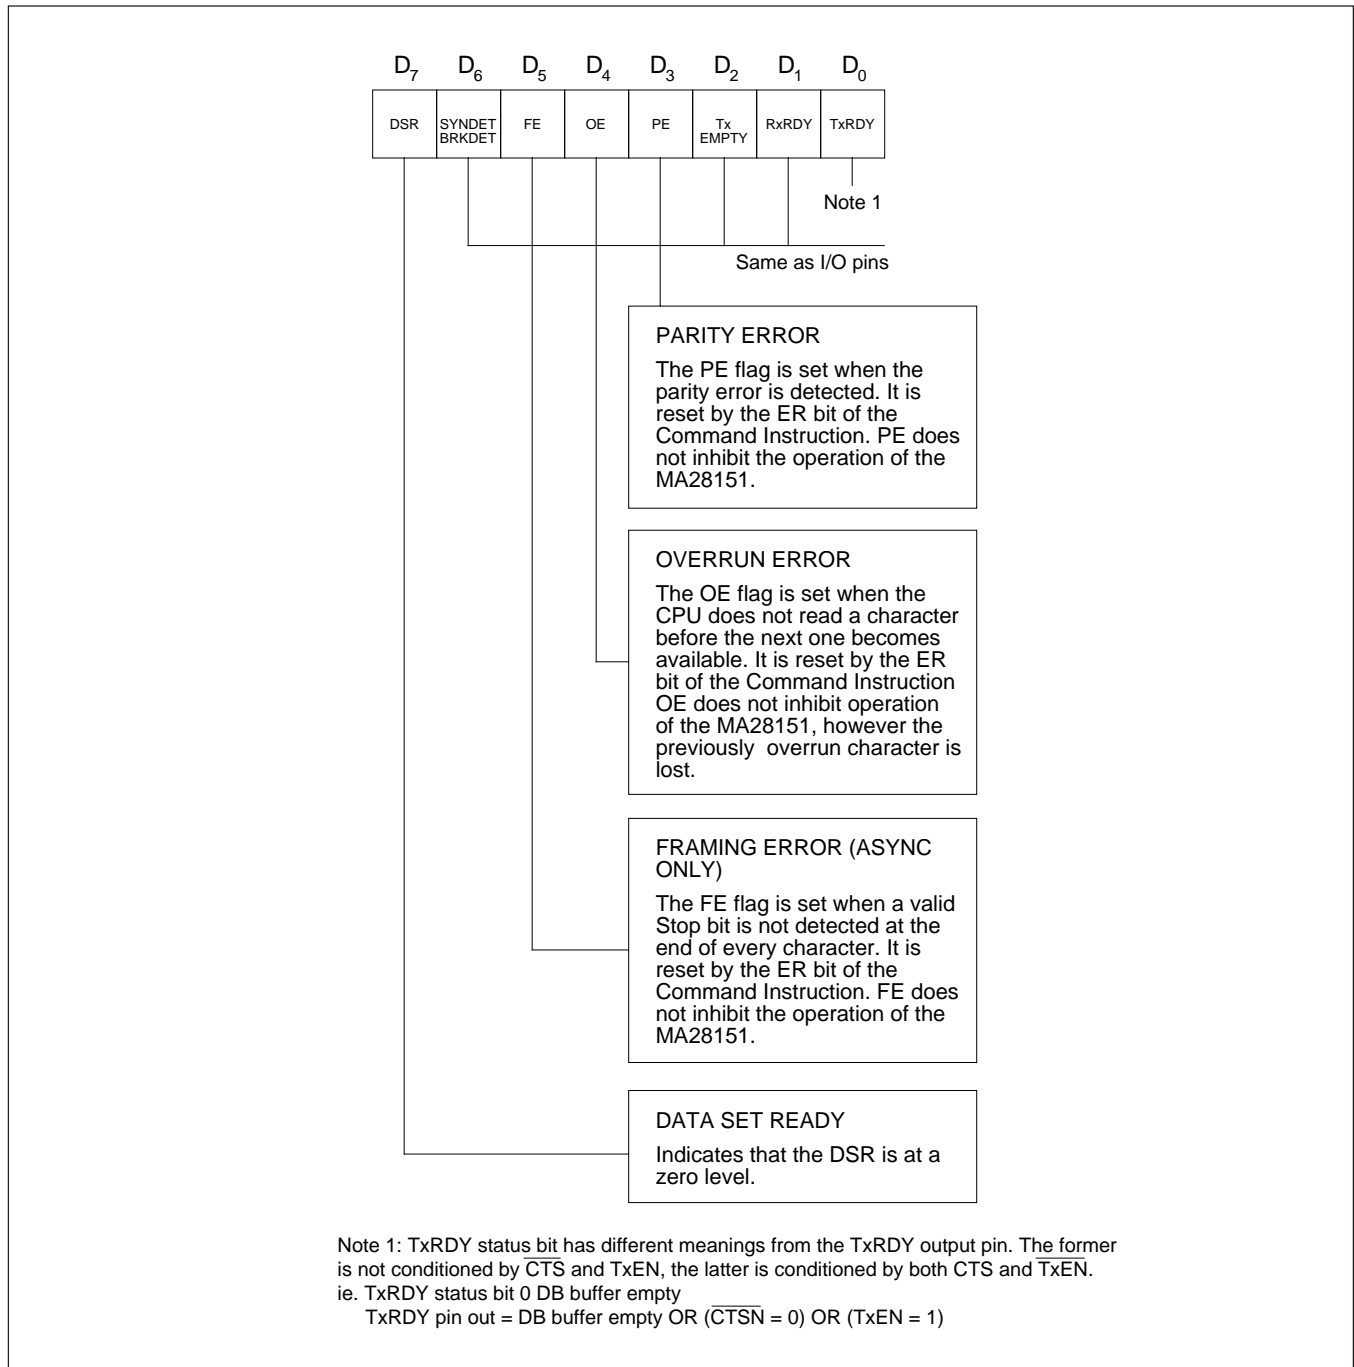 D7 D6 D5 D4 D3 D2 D1 D0
DSR SYNDET BRKDET FE OE PE Tx EMPTY RxRDY TxRDY
Note 1
Same as I/O pins
PARITY ERROR
The PE flag is set when the
parity error is detected. It is
reset by the ER bit of the
Command Instruction. PE does
not inhibit the operation of the
MA28151.
OVERRUN ERROR
The OE flag is set when the
CPU does not read a character
before the next one becomes
available. It is reset by the ER
bit of the Command Instruction
OE does not inhibit operation
of the MA28151, however the
previously overrun character is
lost.
FRAMING ERROR (ASYNC
ONLY)
The FE flag is set when a valid
Stop bit is not detected at the
end of every character. It is
reset by the ER bit of the
Command Instruction. FE does
not inhibit the operation of the
MA28151.
DATA SET READY
Indicates that the DSR is at a
zero level.
Note 1: TxRDY status bit has different meanings from the TxRDY output pin. The former
is not conditioned by C̅T̅S̅ and TxEN, the latter is conditioned by both CTS and T̅x̅E̅N̅.
ie. TxRDY status bit 0 DB buffer empty
TxRDY pin out = DB buffer empty OR (C̅T̅S̅N̅ = 0) OR (TxEN = 1)